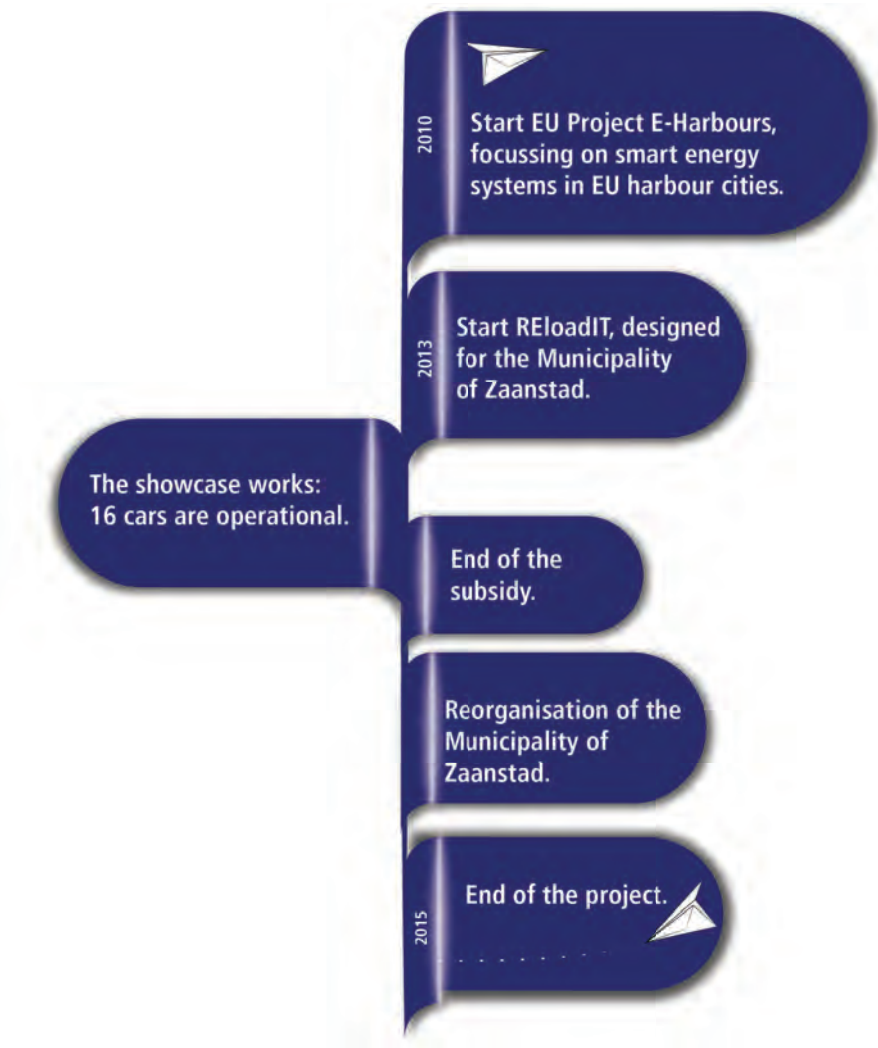 2010
Start EU Project E-Harbours,
focussing on smart energy
systems in EU harbour cities.
2013
Start REloadIT, designed
for the Municipality
of Zaanstad.
The showcase works:
16 cars are operational.
End of the
subsidy.
Reorganisation of the
Municipality of
Zaanstad.
2015
End of the project.